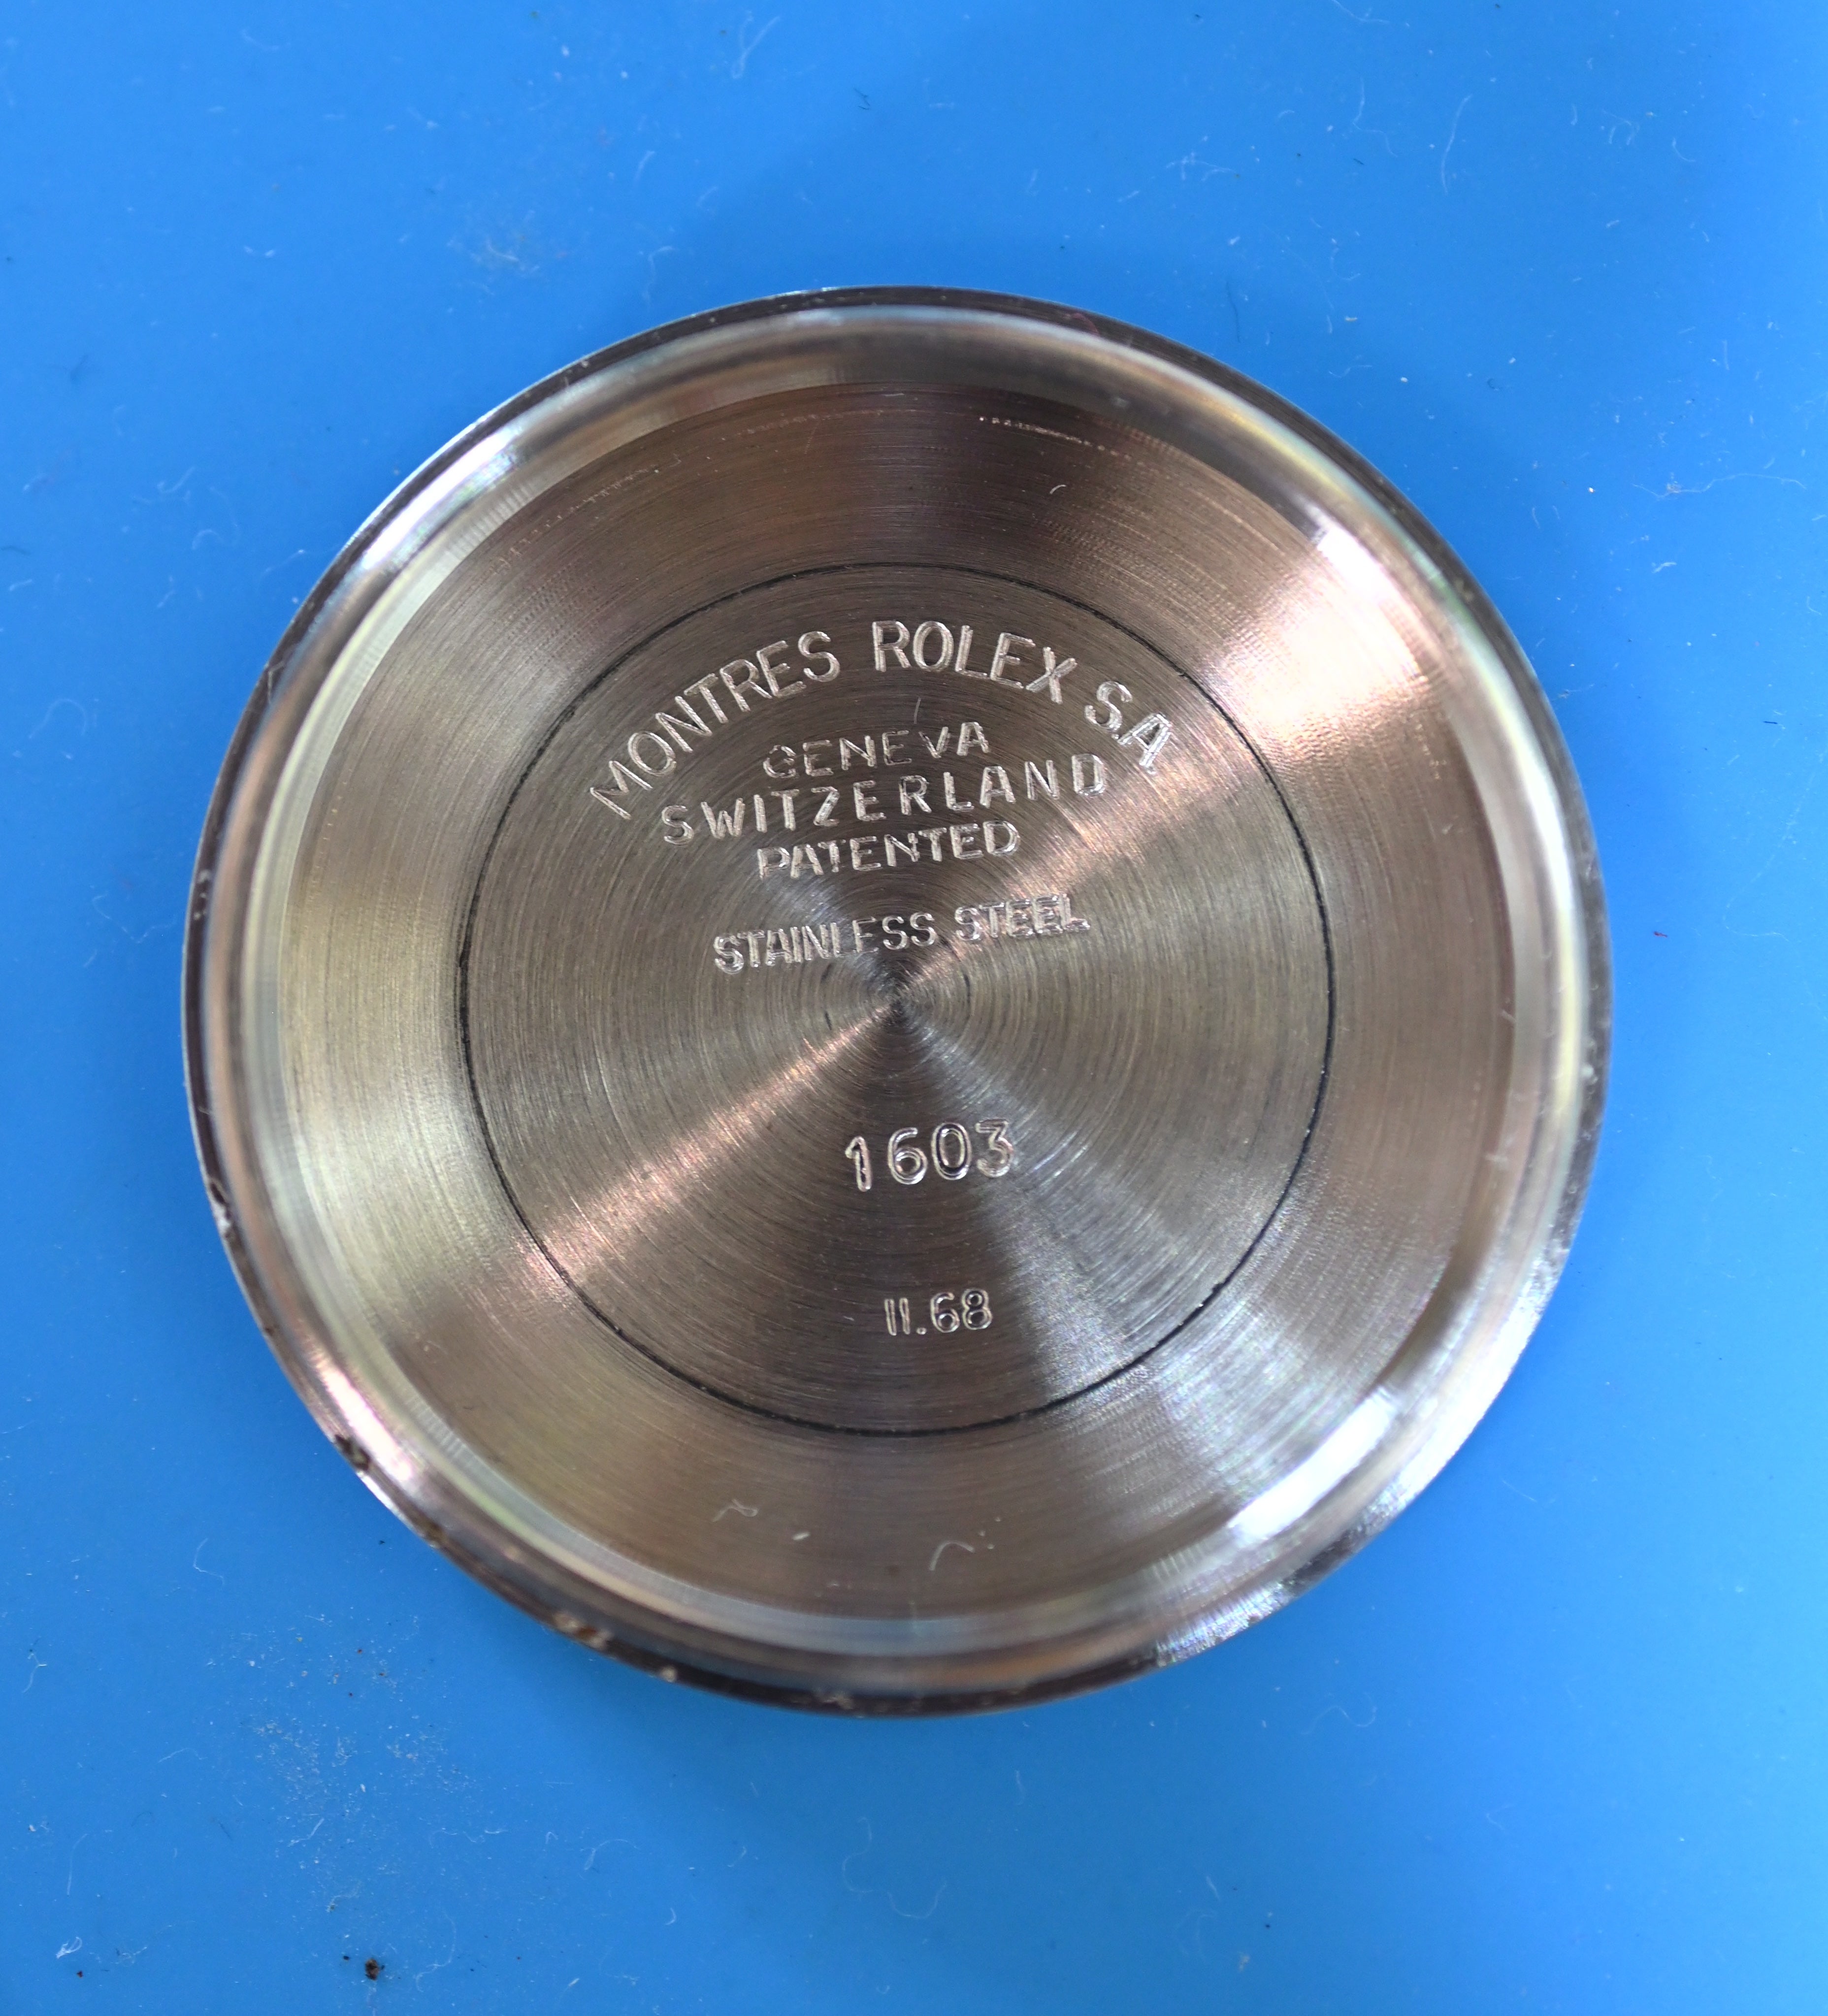 MONTRES ROLEX S.A
GENEVA
SWITZERLAND
PATENTED
STAINLESS STEEL
1603
II.68